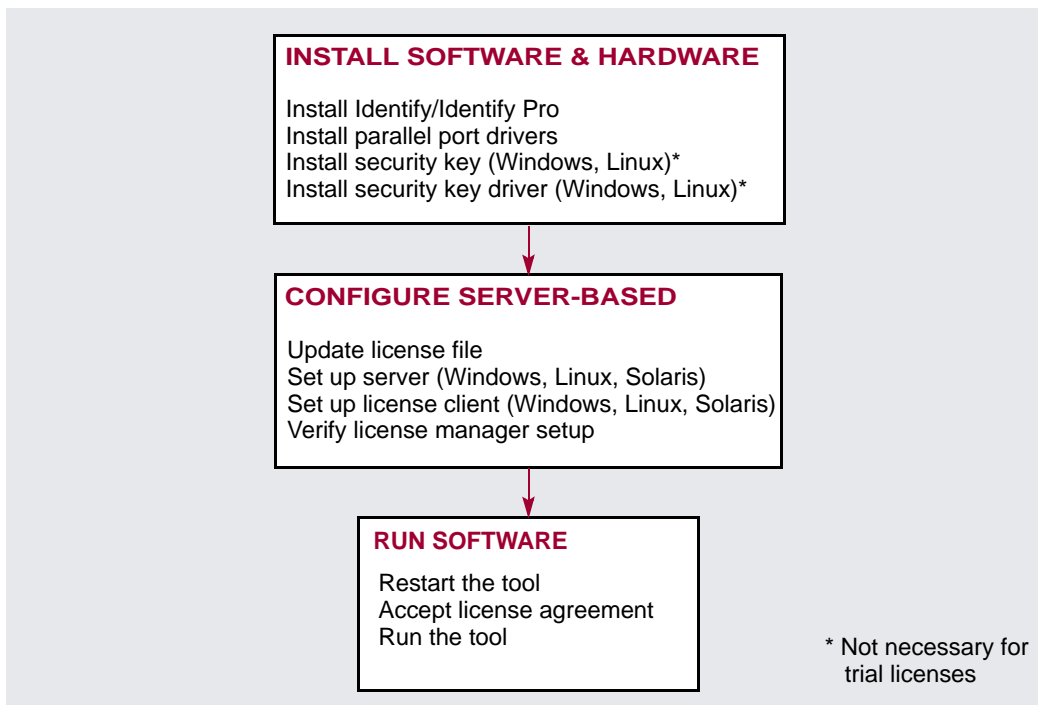 INSTALL SOFTWARE & HARDWARE
Install Identify/Identify Pro
Install parallel port drivers
Install security key (Windows, Linux)*
Install security key driver (Windows, Linux)*
CONFIGURE SERVER-BASED
Update license file
Set up server (Windows, Linux, Solaris)
Set up license client (Windows, Linux, Solaris)
Verify license manager setup
RUN SOFTWARE
Restart the tool
Accept license agreement
Run the tool
* Not necessary for
trial licenses